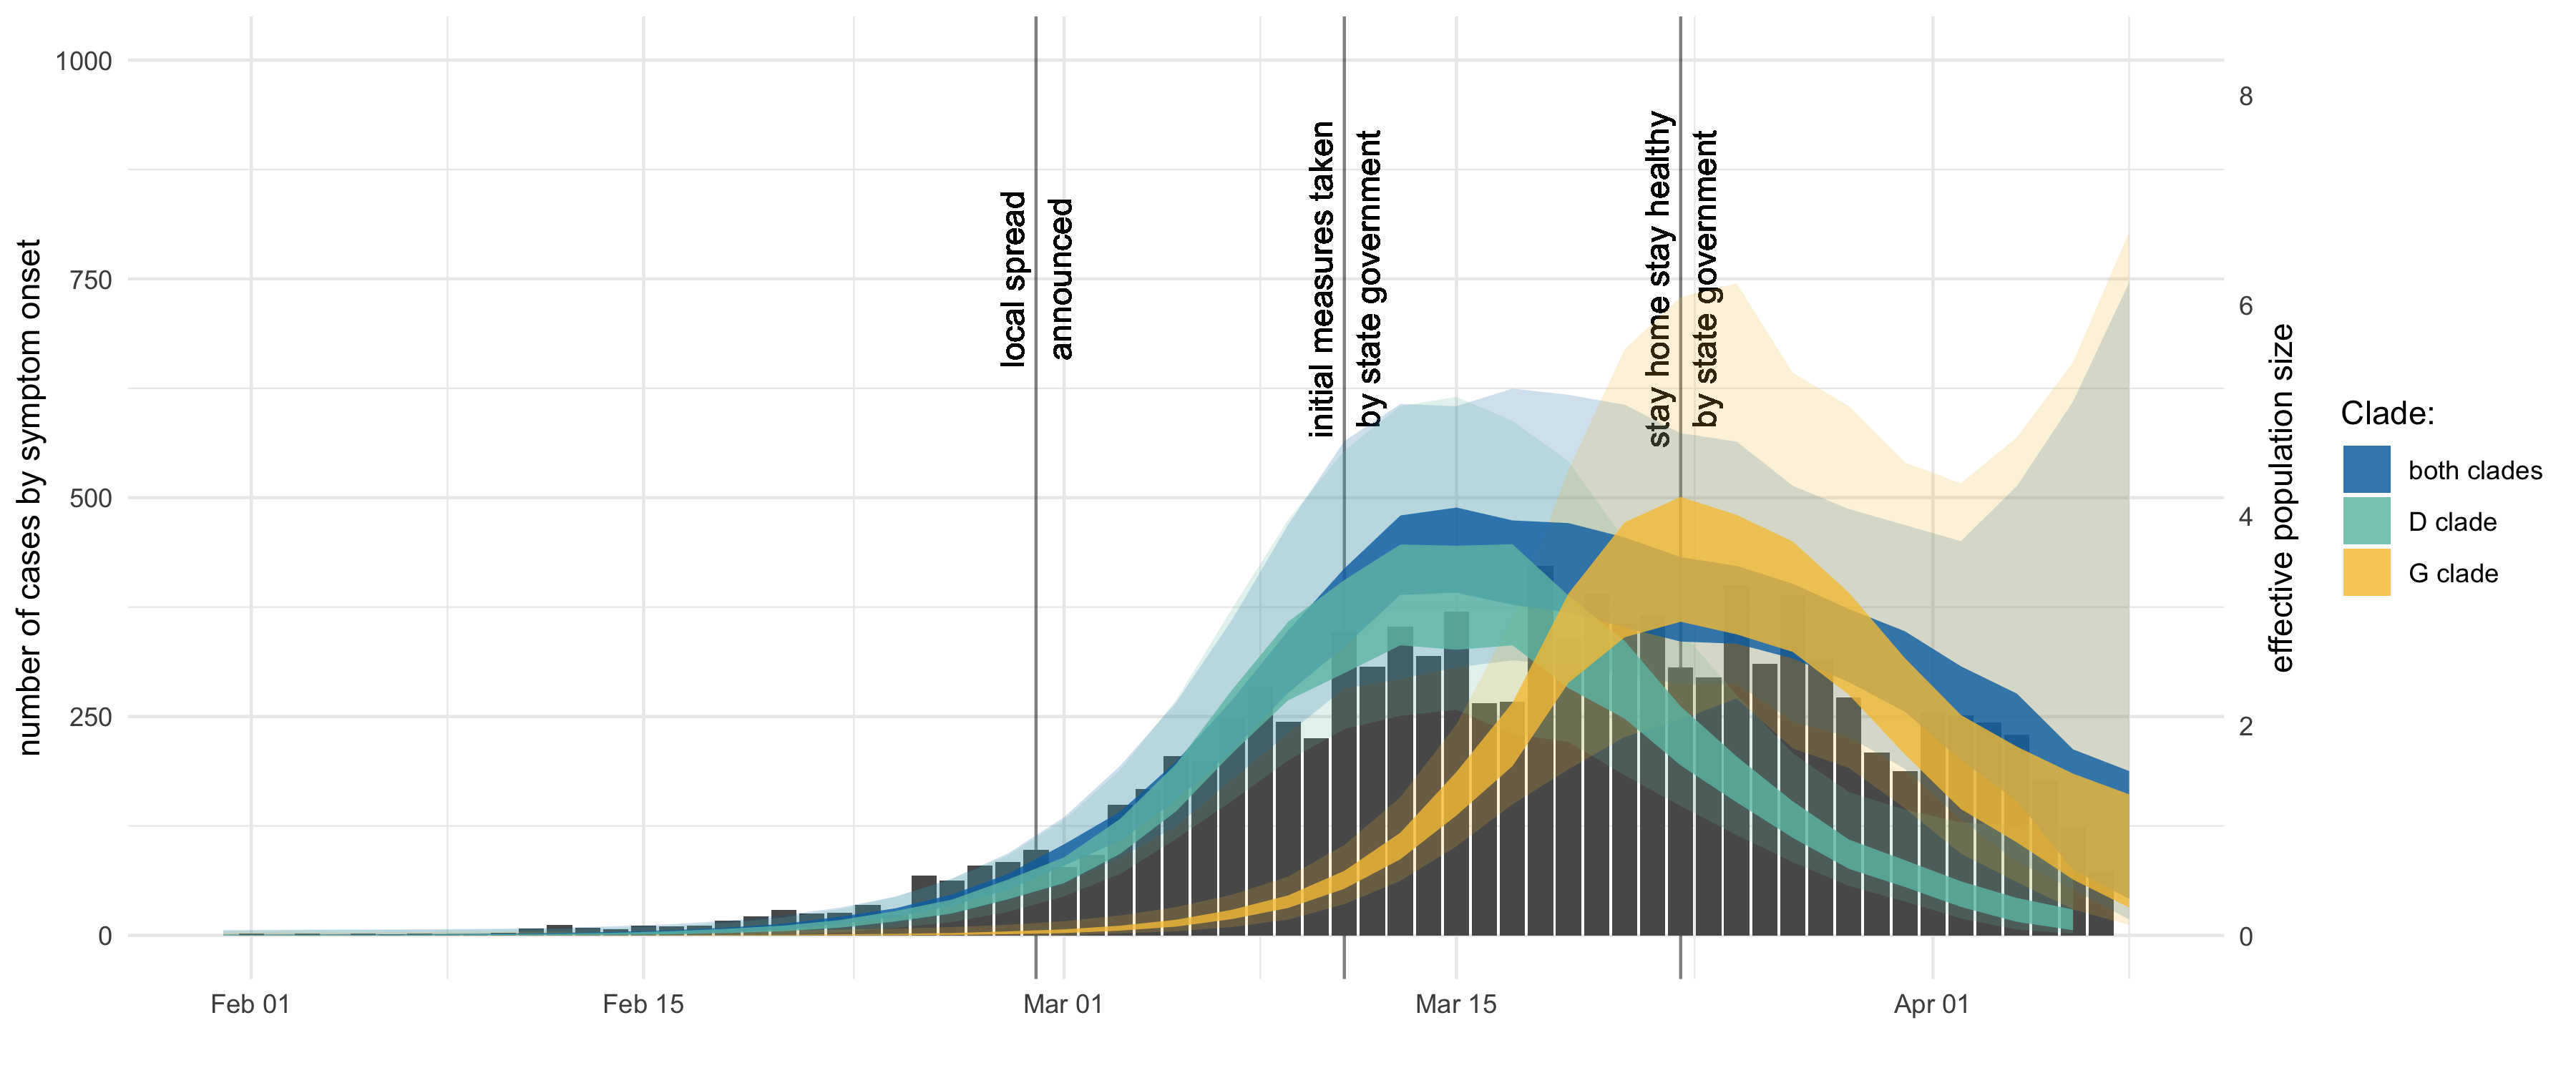 number of cases by symptom onset
1000
750
500
250
0
local spread
announced
initial measures taken
by state government
stay home stay healthy
by state government
8
6
4
2
0
effective population size
Feb 01
Feb 15
Mar 01
Mar 15
Apr 01
Clade:
both clades
D clade
G clade